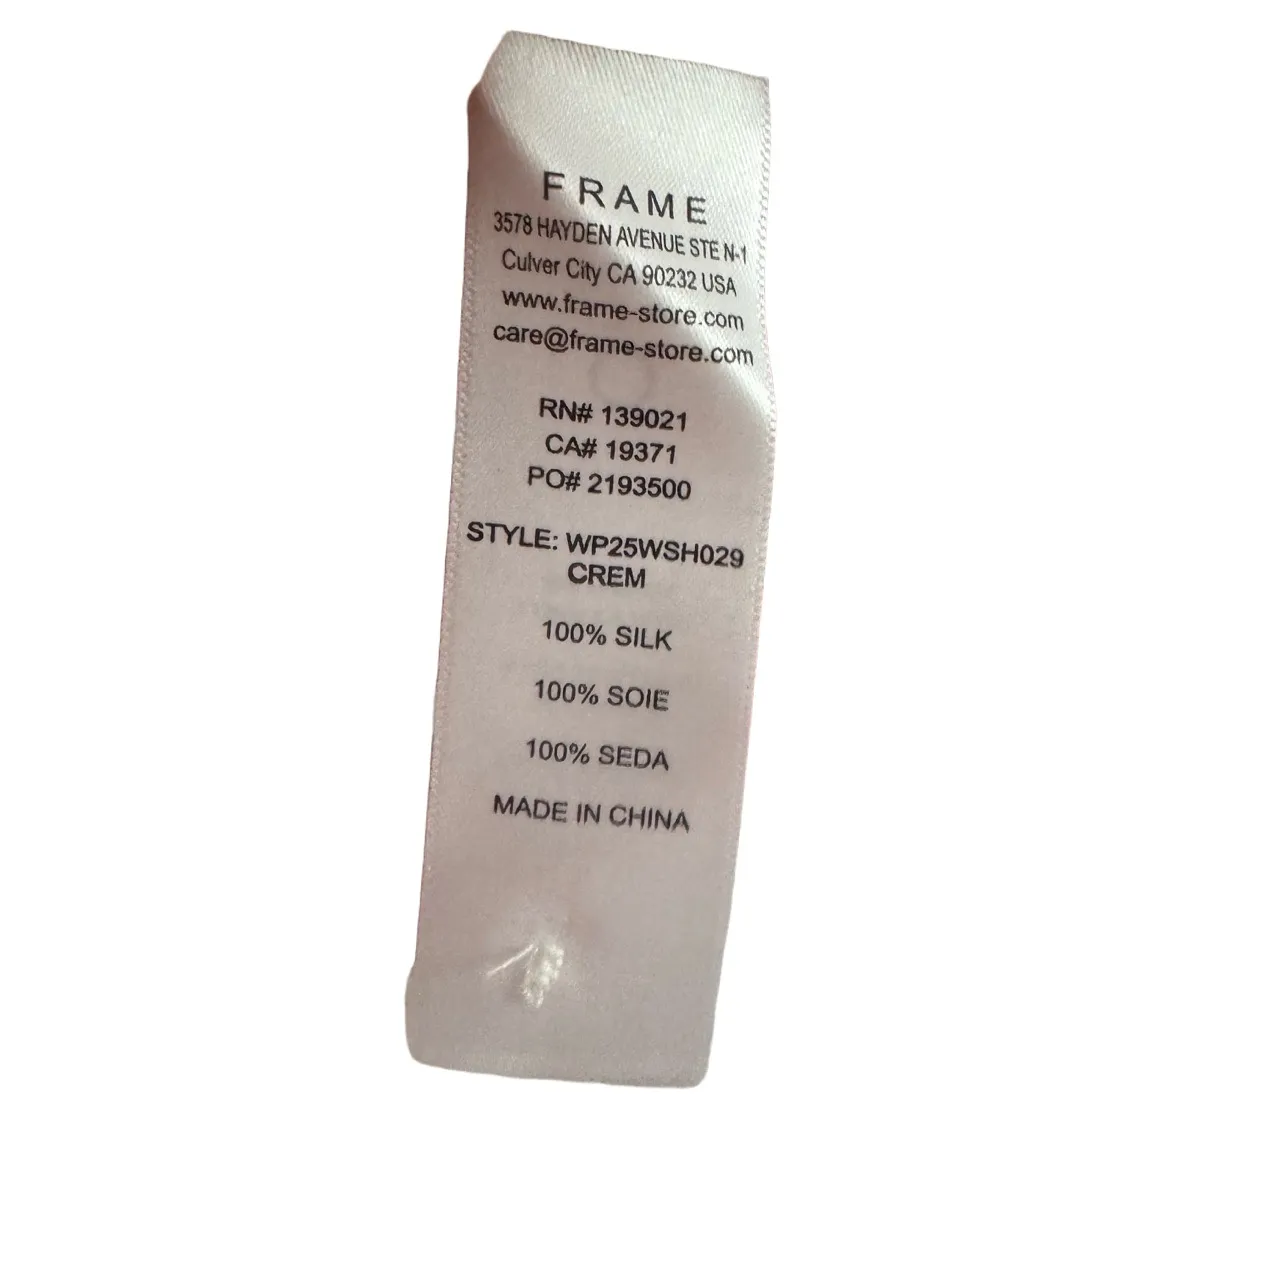 FRAME
3578 HAYDEN AVENUE STE N-1
Culver City CA 90232 USA
www.frame-store.com
care@frame-store.com
RN# 139021
CA# 19371
PO# 2193500
STYLE: WP25WSH029
CREM
100% SILK
100% SOIE
100% SEDA
MADE IN CHINA